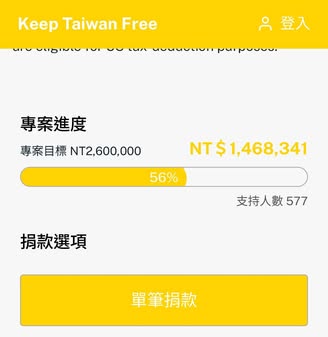 Keep Taiwan Free
登入
are eligible for US tax-deduction purposes.
專案進度
專案目標 NT2,600,000
NT $ 1,468,341
56%
支持人數 577
捐款選項
單筆捐款